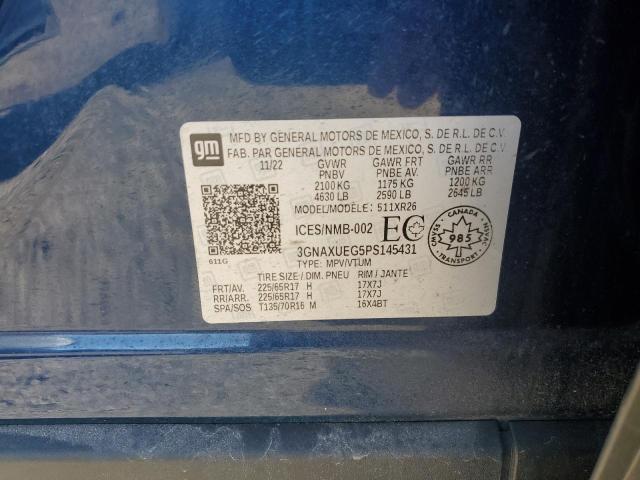 gm
MFD BY GENERAL MOTORS DE MEXICO, S. DE R.L. DE C.V.
FAB. PAR GENERAL MOTORS DE MEXICO, S. DE R.L. DE C.V.
11/22 GVWR GAWR FRT GAWR RR
PNBV PNBE AV. PNBE ARR
2100 KG 1175 KG 1200 KG
4630 LB 2590 LB 2645 LB
MODEL/MODÈLE: 511XR26
ICES/NMB-002 EC
3GNAXUEG5PS145431
TYPE: MPV/VTUM
611G
TIRE SIZE / DIM. PNEU RIM / JANTE
FRT/AV. 225/65R17 H 17X7J
RR/ARR. 225/65R17 H 17X7J
SPA/SOS T135/70R16 M 16X4BT
CANADA
985